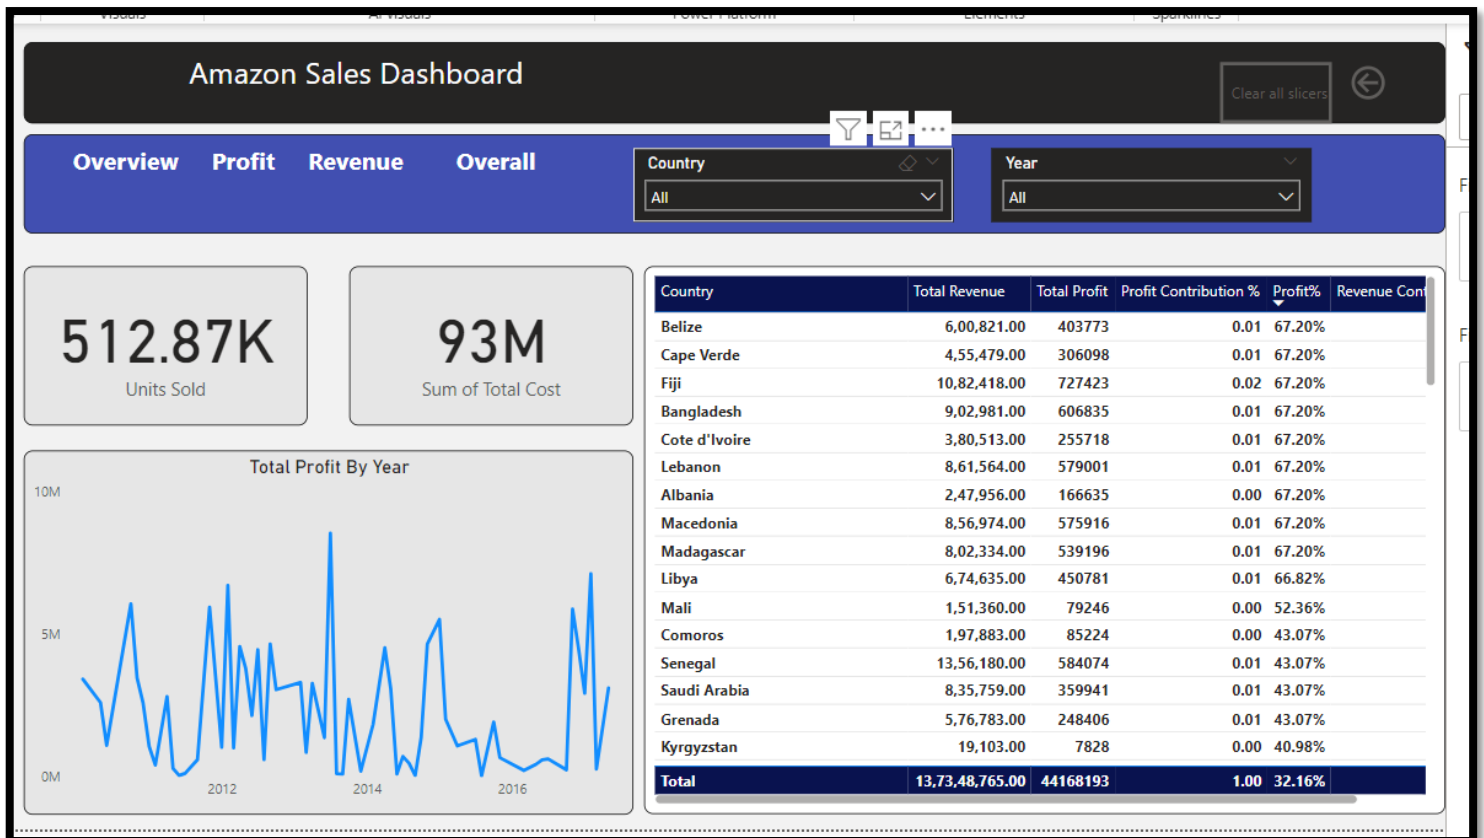 Visuals AI visuals Power Platform Elements Sparklines
Amazon Sales Dashboard
Clear all slicers
Overview Profit Revenue Overall
Country
All
Year
All
512.87K
Units Sold
93M
Sum of Total Cost
Total Profit By Year
10M
5M
0M
2012 2014 2016
Country Total Revenue Total Profit Profit Contribution % Profit% Revenue Cont
Belize 6,00,821.00 403773 0.01 67.20%
Cape Verde 4,55,479.00 306098 0.01 67.20%
Fiji 10,82,418.00 727423 0.02 67.20%
Bangladesh 9,02,981.00 606835 0.01 67.20%
Cote d'Ivoire 3,80,513.00 255718 0.01 67.20%
Lebanon 8,61,564.00 579001 0.01 67.20%
Albania 2,47,956.00 166635 0.00 67.20%
Macedonia 8,56,974.00 575916 0.01 67.20%
Madagascar 8,02,334.00 539196 0.01 67.20%
Libya 6,74,635.00 450781 0.01 66.82%
Mali 1,51,360.00 79246 0.00 52.36%
Comoros 1,97,883.00 85224 0.00 43.07%
Senegal 13,56,180.00 584074 0.01 43.07%
Saudi Arabia 8,35,759.00 359941 0.01 43.07%
Grenada 5,76,783.00 248406 0.01 43.07%
Kyrgyzstan 19,103.00 7828 0.00 40.98%
Total 13,73,48,765.00 44168193 1.00 32.16%
F
F